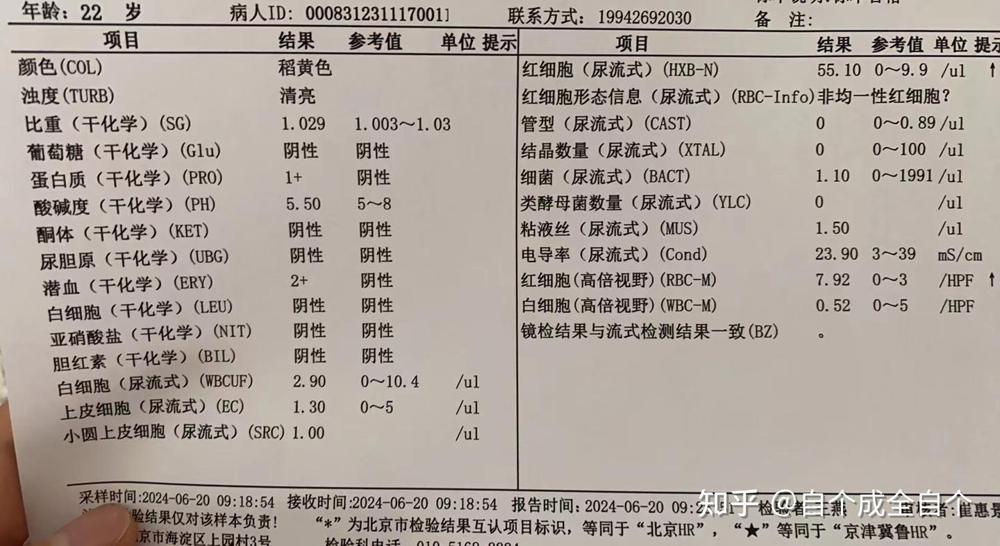 年龄: 22 岁 病人ID: 0008312311170011 联系方式: 19942692030 备 注:
项目 结果 参考值 单位 提示
颜色(COL) 稻黄色
浊度(TURB) 清亮
比重（干化学）(SG) 1.029 1.003～1.03
葡萄糖（干化学）(Glu) 阴性 阴性
蛋白质（干化学）(PRO) 1+ 阴性
酸碱度（干化学）(PH) 5.50 5～8
酮体（干化学）(KET) 阴性 阴性
尿胆原（干化学）(UBG) 阴性 阴性
潜血（干化学）(ERY) 2+ 阴性
白细胞（干化学）(LEU) 阴性 阴性
亚硝酸盐（干化学）(NIT) 阴性 阴性
胆红素（干化学）(BIL) 阴性 阴性
白细胞（尿流式）(WBCUF) 2.90 0～10.4 /ul
上皮细胞（尿流式）(EC) 1.30 0～5 /ul
小圆上皮细胞（尿流式）(SRC) 1.00 /ul
项目 结果 参考值 单位 提示
红细胞（尿流式）(HXB-N) 55.10 0～9.9 /ul ↑
红细胞形态信息（尿流式）(RBC-Info)非均一性红细胞?
管型（尿流式）(CAST) 0 0～0.89 /ul
结晶数量（尿流式）(XTAL) 0 0～100 /ul
细菌（尿流式）(BACT) 1.10 0～1991 /ul
类酵母菌数量（尿流式）(YLC) 0 /ul
粘液丝（尿流式）(MUS) 1.50 /ul
电导率（尿流式）(Cond) 23.90 3～39 mS/cm
红细胞(高倍视野)(RBC-M) 7.92 0～3 /HPF ↑
白细胞(高倍视野)(WBC-M) 0.52 0～5 /HPF
镜检结果与流式检测结果一致(BZ) 。
采样时间:2024-06-20 09:18:54 接收时间:2024-06-20 09:18:54 报告时间: 2024-06-20 09:2 检验者:王燕 审核者:崔惠景
验结果仅对该样本负责! “*”为北京市检验结果互认项目标识，等同于“北京HR”，“★”等同于“京津冀鲁HR”。
京市海淀区上园村3号
知乎 @自个成全自个